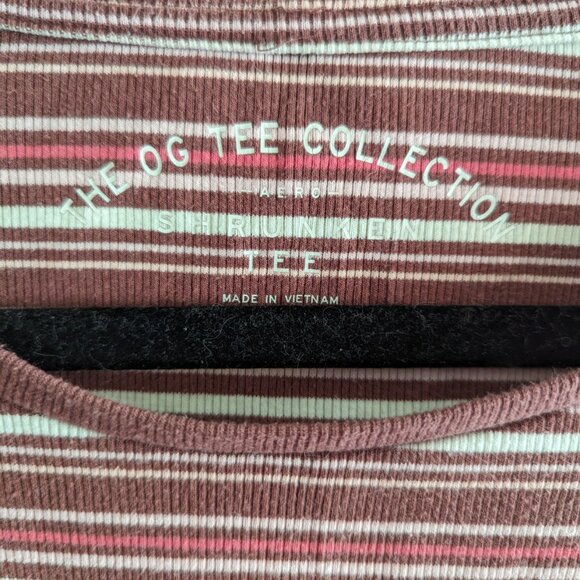 THE OG TEE COLLECTION
-AERO-
SHRUNKEN
TEE
MADE IN VIETNAM